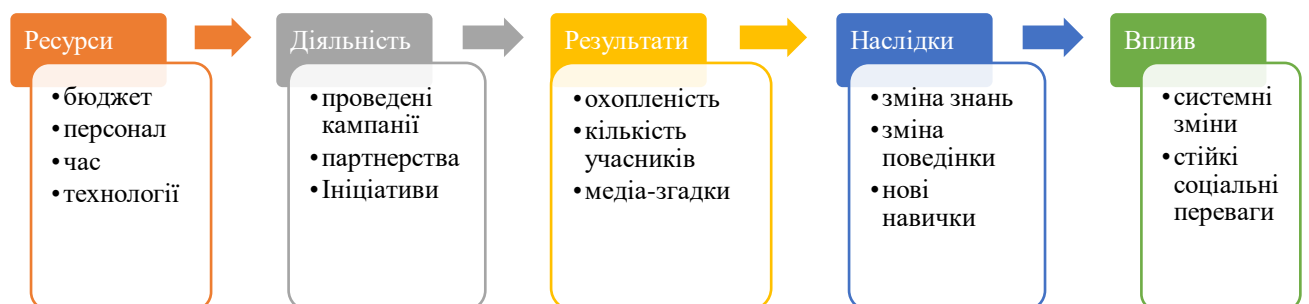 Ресурси
• бюджет
• персонал
• час
• технології
Діяльність
• проведені
кампанії
• партнерства
• Ініціативи
Результати
• охопленість
• кількість
учасників
• медіа-згадки
Наслідки
• зміна знань
• зміна
поведінки
• нові
навички
Вплив
• системні
зміни
• стійкі
соціальні
переваги